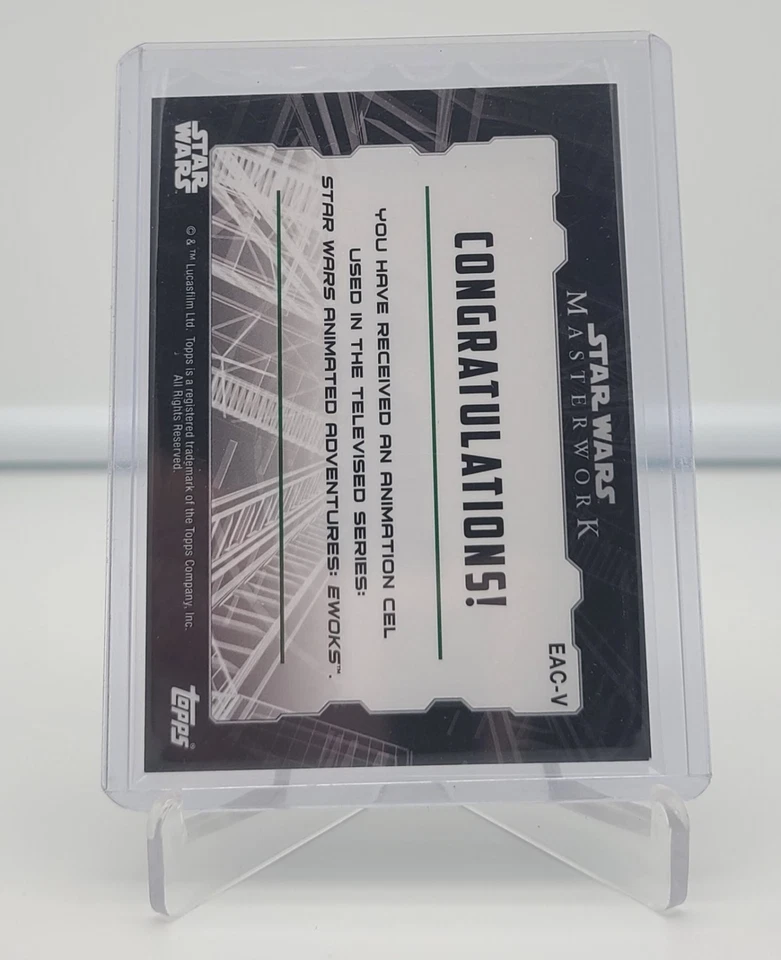 STAR WARS
MASTERWORK
EAC-V
CONGRATULATIONS!
YOU HAVE RECEIVED AN ANIMATION CEL
USED IN THE TELEVISED SERIES:
STAR WARS ANIMATED ADVENTURES: EWOKS™.
STAR
WARS
© & ™ Lucasfilm Ltd. Topps is a registered trademark of the Topps Company, Inc.
All Rights Reserved.
topps®